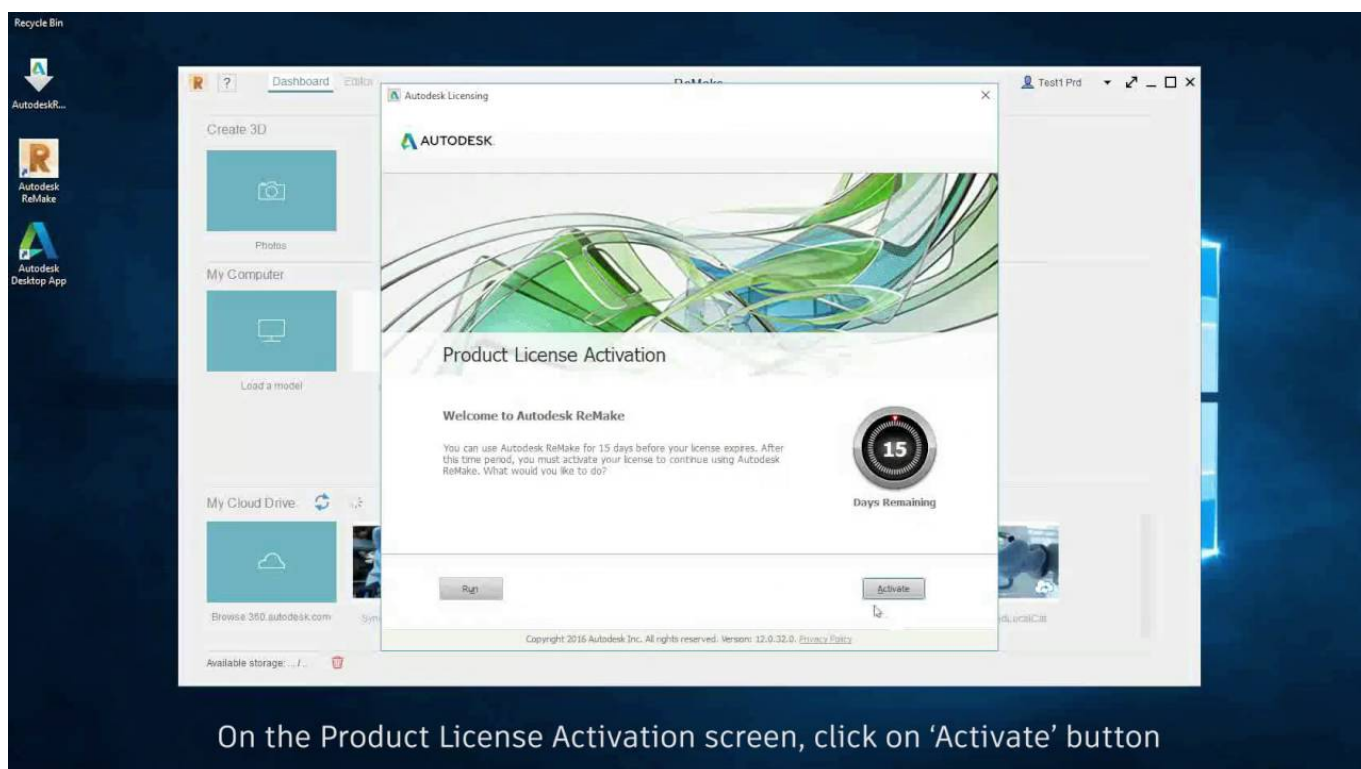 Recycle Bin
AutodeskR...
Autodesk
ReMake
Autodesk
Desktop App
R ? Dashboard Editor ReMake Test1 Prd
Create 3D
Photos
My Computer
Load a model
My Cloud Drive
Browse 360.autodesk.com
Available storage: .../...
Autodesk Licensing
AUTODESK
Product License Activation
Welcome to Autodesk ReMake
You can use Autodesk ReMake for 15 days before your license expires. After
this time period, you must activate your license to continue using Autodesk
ReMake. What would you like to do?
15
Days Remaining
Run
Activate
Copyright 2016 Autodesk Inc. All rights reserved. Version: 12.0.32.0. Privacy Policy
On the Product License Activation screen, click on ‘Activate’ button